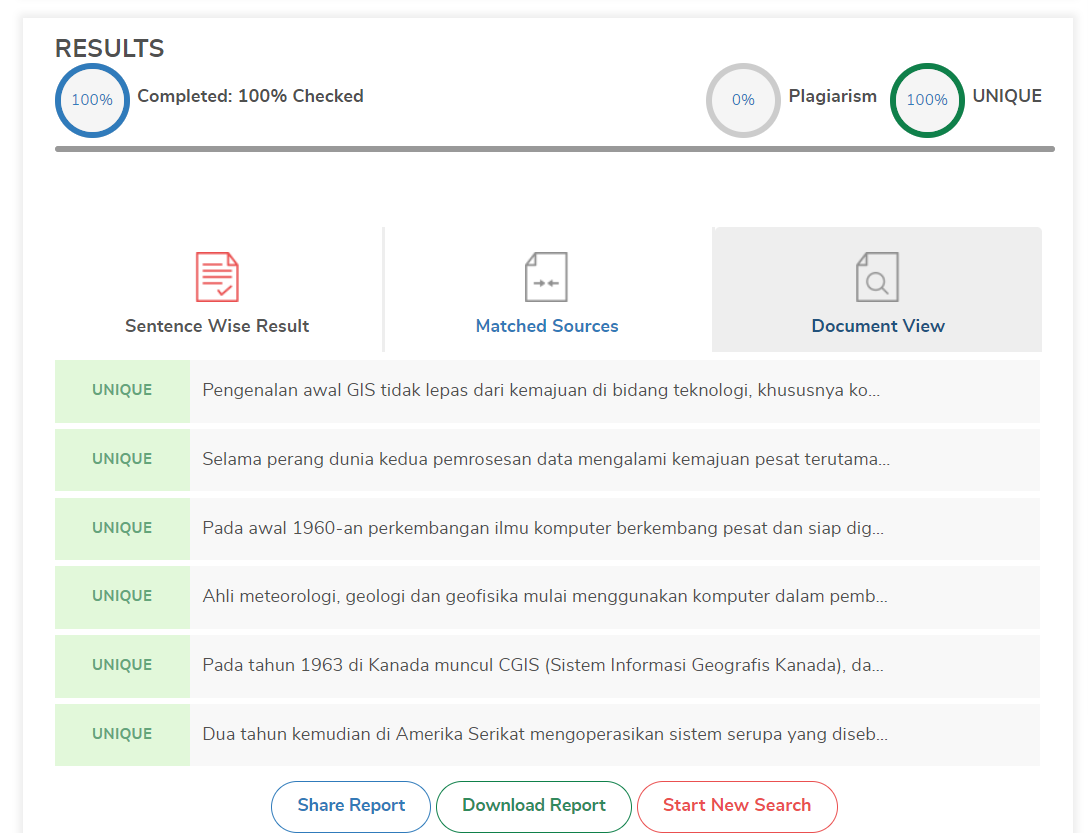 RESULTS
100%
Completed: 100% Checked
0%
Plagiarism
100%
UNIQUE
Sentence Wise Result
Matched Sources
Document View
UNIQUE
Pengenalan awal GIS tidak lepas dari kemajuan di bidang teknologi, khususnya ko...
UNIQUE
Selama perang dunia kedua pemrosesan data mengalami kemajuan pesat terutama...
UNIQUE
Pada awal 1960-an perkembangan ilmu komputer berkembang pesat dan siap dig...
UNIQUE
Ahli meteorologi, geologi dan geofisika mulai menggunakan komputer dalam pemb...
UNIQUE
Pada tahun 1963 di Kanada muncul CGIS (Sistem Informasi Geografis Kanada), da...
UNIQUE
Dua tahun kemudian di Amerika Serikat mengoperasikan sistem serupa yang diseb...
Share Report
Download Report
Start New Search